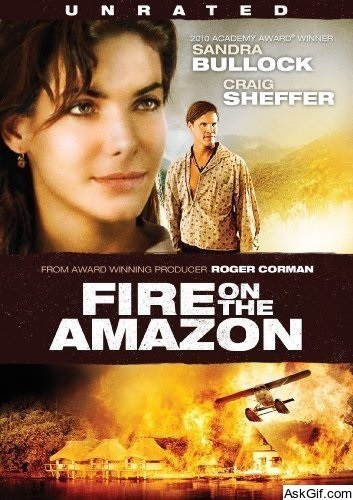 UNRATED
2010 ACADEMY AWARD® WINNER
SANDRA
BULLOCK
CRAIG
SHEFFER
FROM AWARD WINNING PRODUCER ROGER CORMAN
FIRE ON THE
AMAZON
AskGif.com